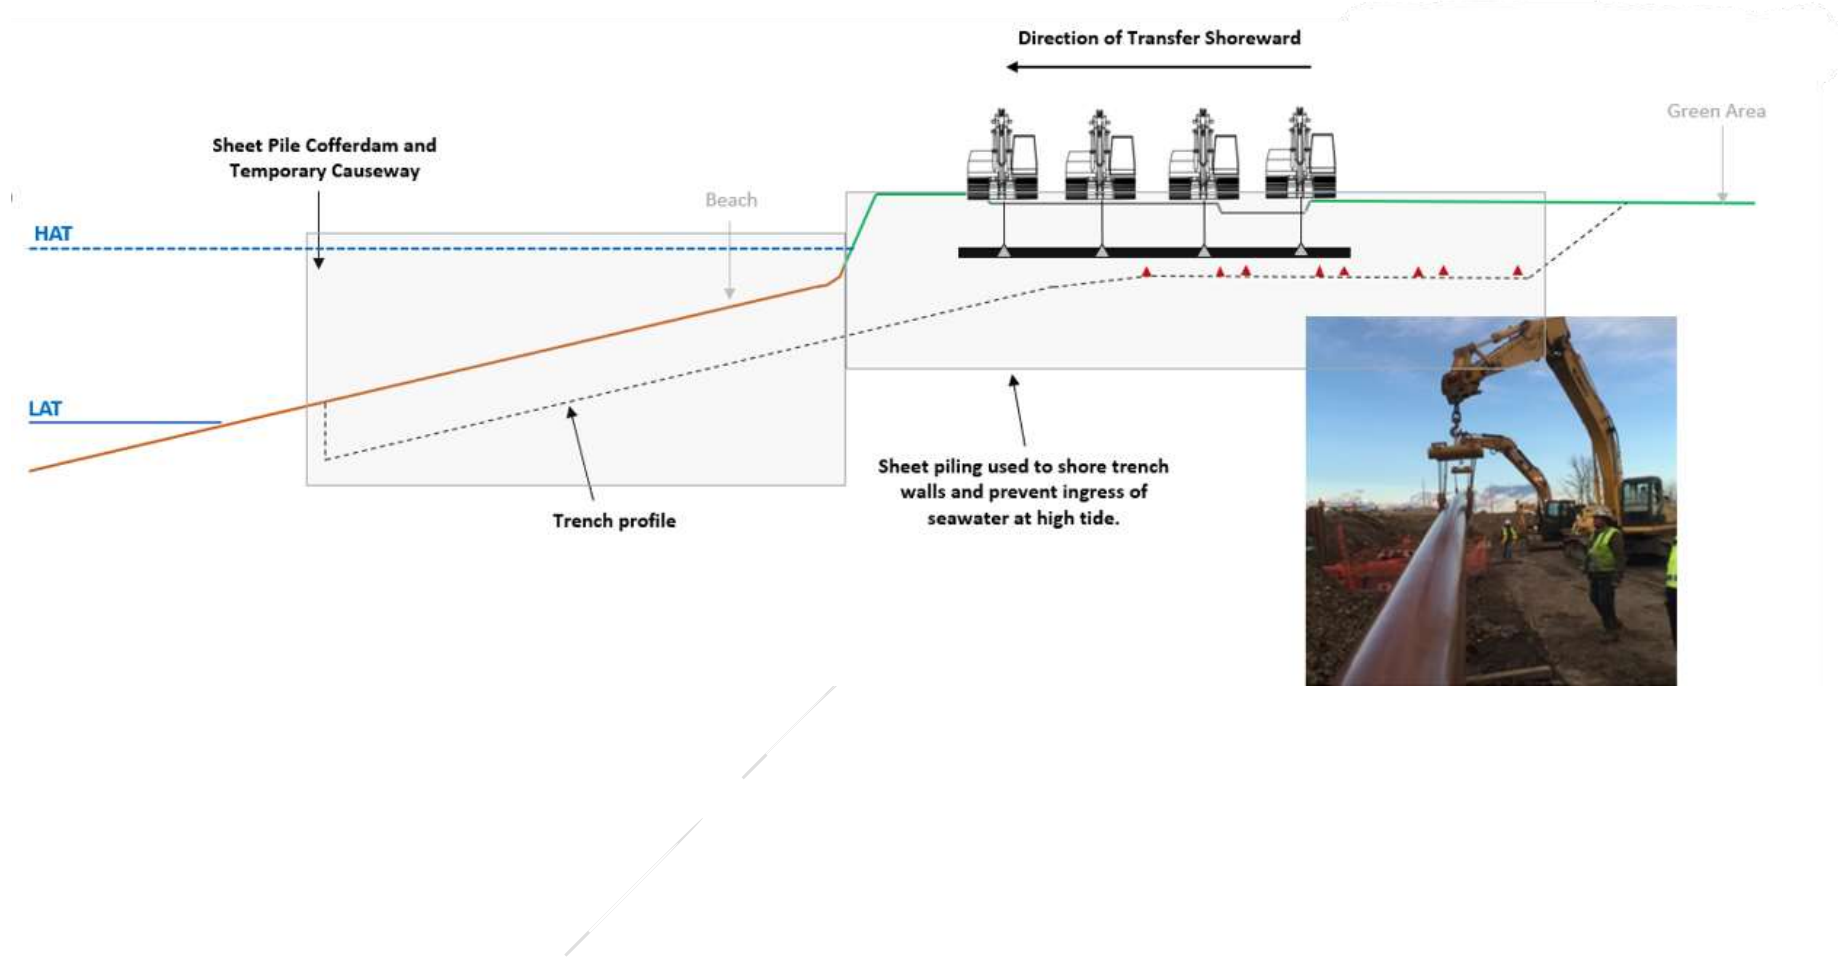 Direction of Transfer Shoreward
Green Area
Sheet Pile Cofferdam and
Temporary Causeway
Beach
HAT
LAT
Sheet piling used to shore trench
walls and prevent ingress of
seawater at high tide.
Trench profile